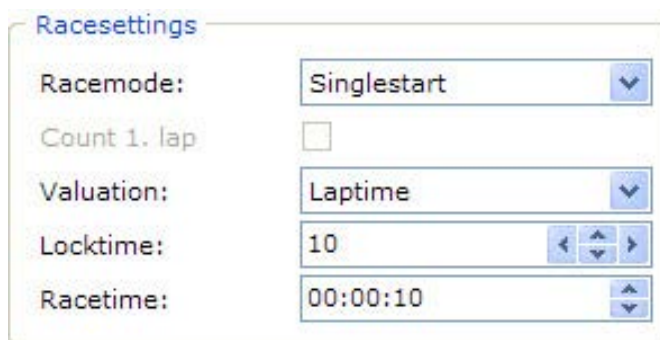 Racesettings
Racemode: Singlestart
Count 1. lap
Valuation: Laptime
Locktime: 10
Racetime: 00:00:10